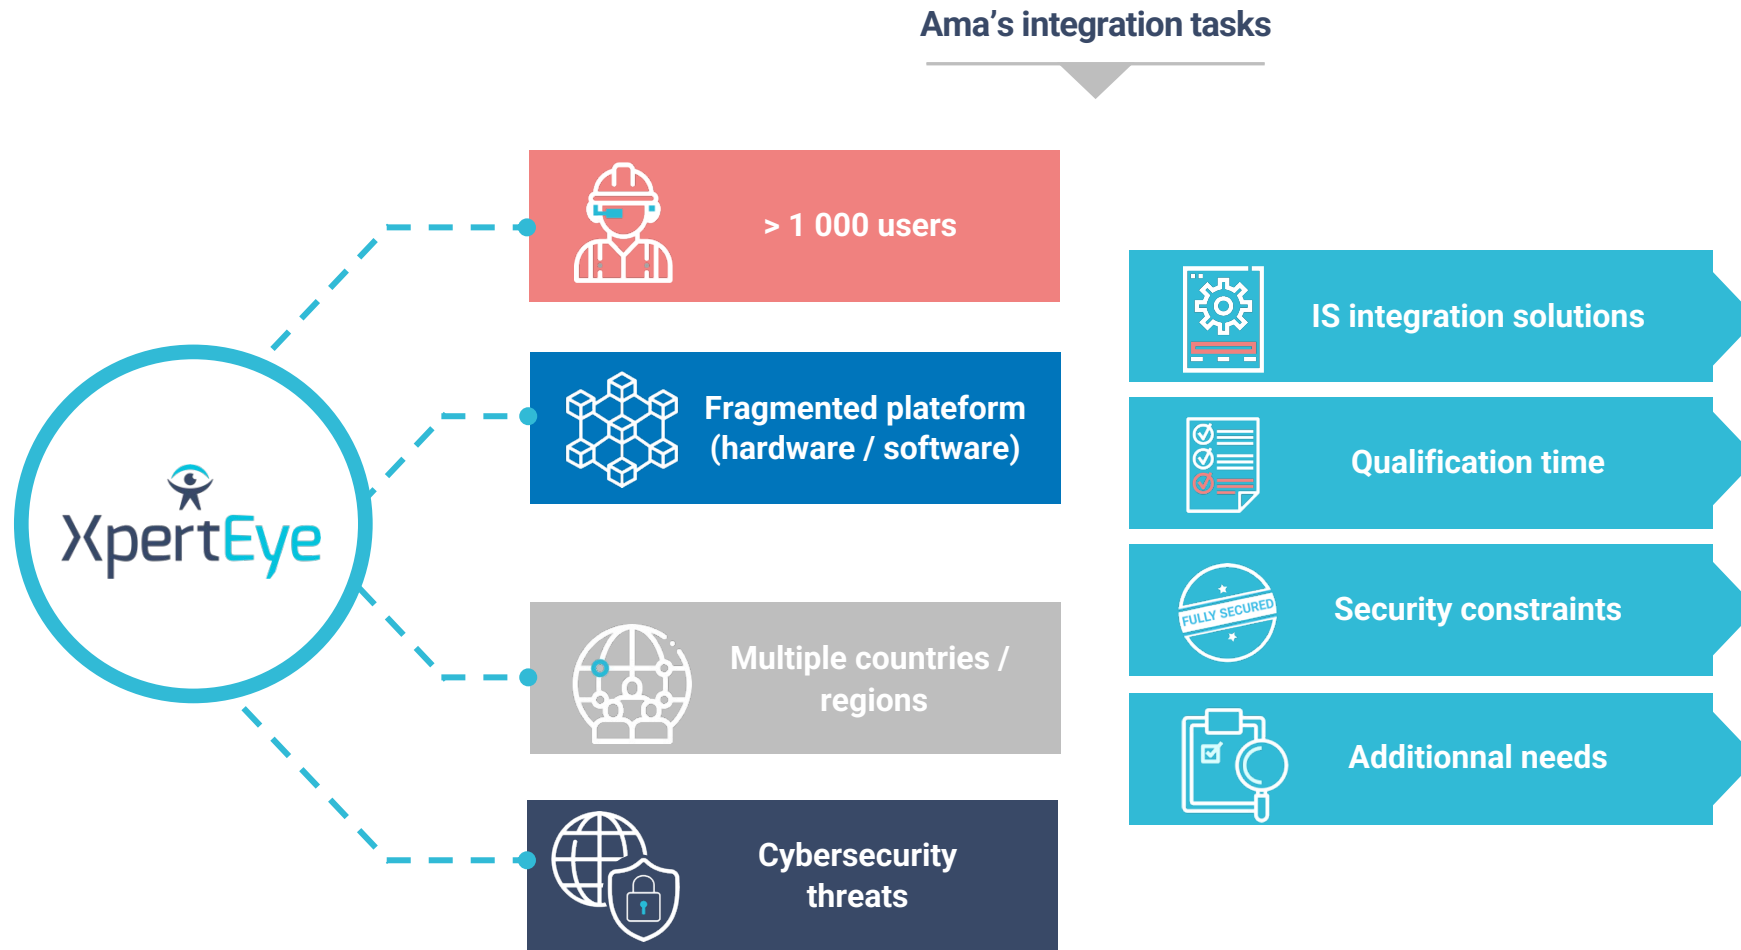 Ama’s integration tasks
> 1 000 users
Fragmented plateform
(hardware / software)
Multiple countries /
regions
Cybersecurity
threats
XpertEye
IS integration solutions
Qualification time
FULLY SECURED
Security constraints
Additionnal needs